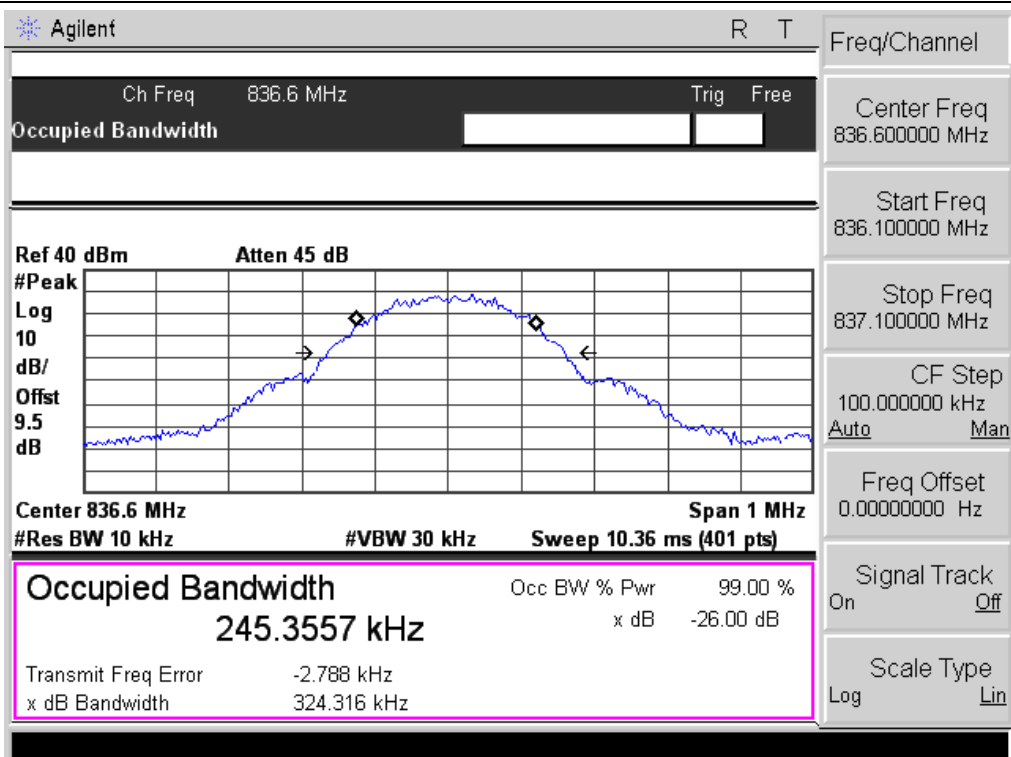 Agilent R T
Ch Freq 836.6 MHz Trig Free
Occupied Bandwidth
Ref 40 dBm Atten 45 dB
#Peak
Log
10
dB/
Offst
9.5
dB
Center 836.6 MHz Span 1 MHz
#Res BW 10 kHz #VBW 30 kHz Sweep 10.36 ms (401 pts)
Occupied Bandwidth Occ BW % Pwr 99.00 %
245.3557 kHz x dB -26.00 dB
Transmit Freq Error -2.788 kHz
x dB Bandwidth 324.316 kHz
Freq/Channel
Center Freq
836.600000 MHz
Start Freq
836.100000 MHz
Stop Freq
837.100000 MHz
CF Step
100.000000 kHz
Auto Man
Freq Offset
0.00000000 Hz
Signal Track
On Off
Scale Type
Log Lin